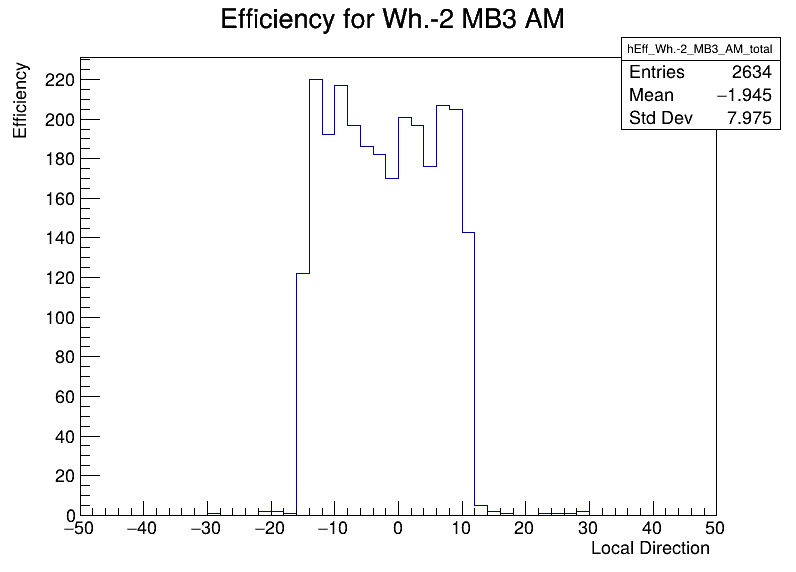 Efficiency for Wh.-2 MB3 AM
hEff_Wh.-2_MB3_AM_total
Entries 2634
Mean −1.945
Std Dev 7.975
Efficiency
220
200
180
160
140
120
100
80
60
40
20
0
−50 −40 −30 −20 −10 0 10 20 30 40 50
Local Direction